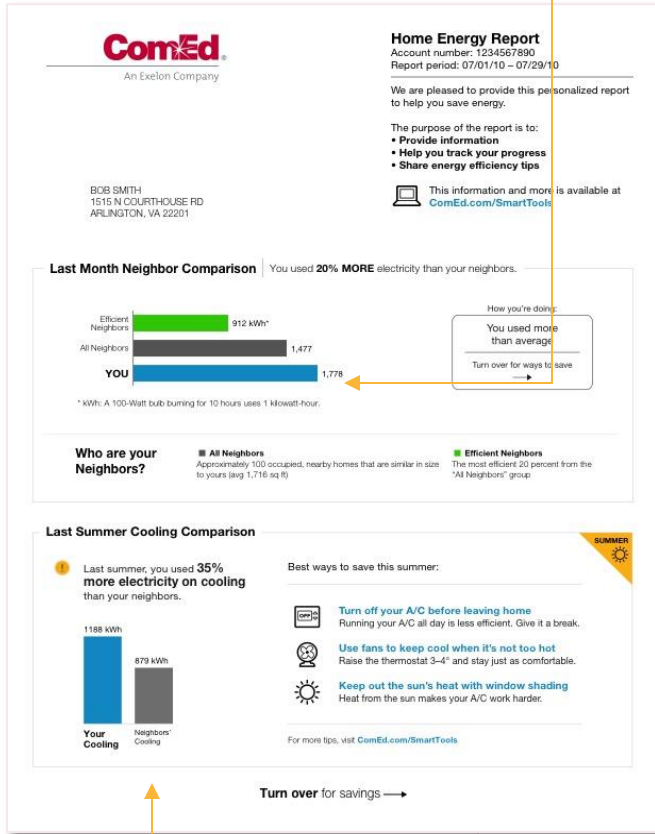 ComEd®
An Exelon Company
Home Energy Report
Account number: 1234567890
Report period: 07/01/10 – 07/29/10
We are pleased to provide this personalized report
to help you save energy.
The purpose of the report is to:
• Provide information
• Help you track your progress
• Share energy efficiency tips
This information and more is available at
ComEd.com/SmartTools
BOB SMITH
1515 N COURTHOUSE RD
ARLINGTON, VA 22201
Last Month Neighbor Comparison You used 20% MORE electricity than your neighbors.
Efficient
Neighbors
912 kWh*
All Neighbors
1,477
YOU
1,778
* kWh: A 100-Watt bulb burning for 10 hours uses 1 kilowatt-hour.
How you're doing:
You used more
than average
Turn over for ways to save
Who are your
Neighbors?
All Neighbors
Approximately 100 occupied, nearby homes that are similar in size
to yours (avg 1,716 sq ft)
Efficient Neighbors
The most efficient 20 percent from the
"All Neighbors" group
Last Summer Cooling Comparison
SUMMER
!
Last summer, you used 35%
more electricity on cooling
than your neighbors.
1188 kWh
879 kWh
Your
Cooling
Neighbors'
Cooling
Best ways to save this summer:
OFF
Turn off your A/C before leaving home
Running your A/C all day is less efficient. Give it a break.
Use fans to keep cool when it's not too hot
Raise the thermostat 3–4° and stay just as comfortable.
Keep out the sun's heat with window shading
Heat from the sun makes your A/C work harder.
For more tips, visit ComEd.com/SmartTools
Turn over for savings